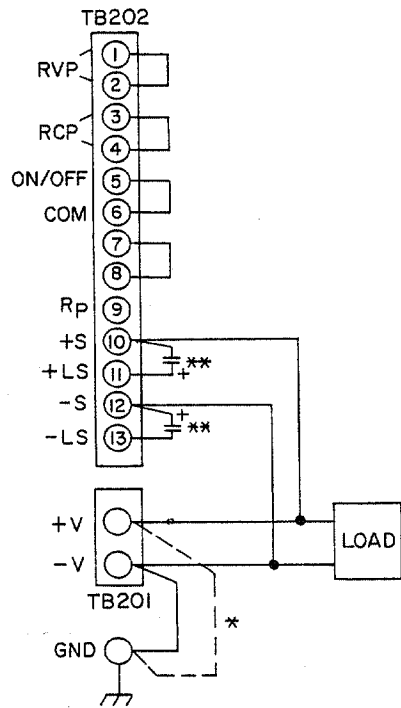 TB202
RVP
1
2
RCP
3
4
ON/OFF 5
COM 6
7
8
RP 9
+S 10
**
+LS 11 +
-S 12
+
**
-LS 13
+V
LOAD
-V
TB201
*
GND